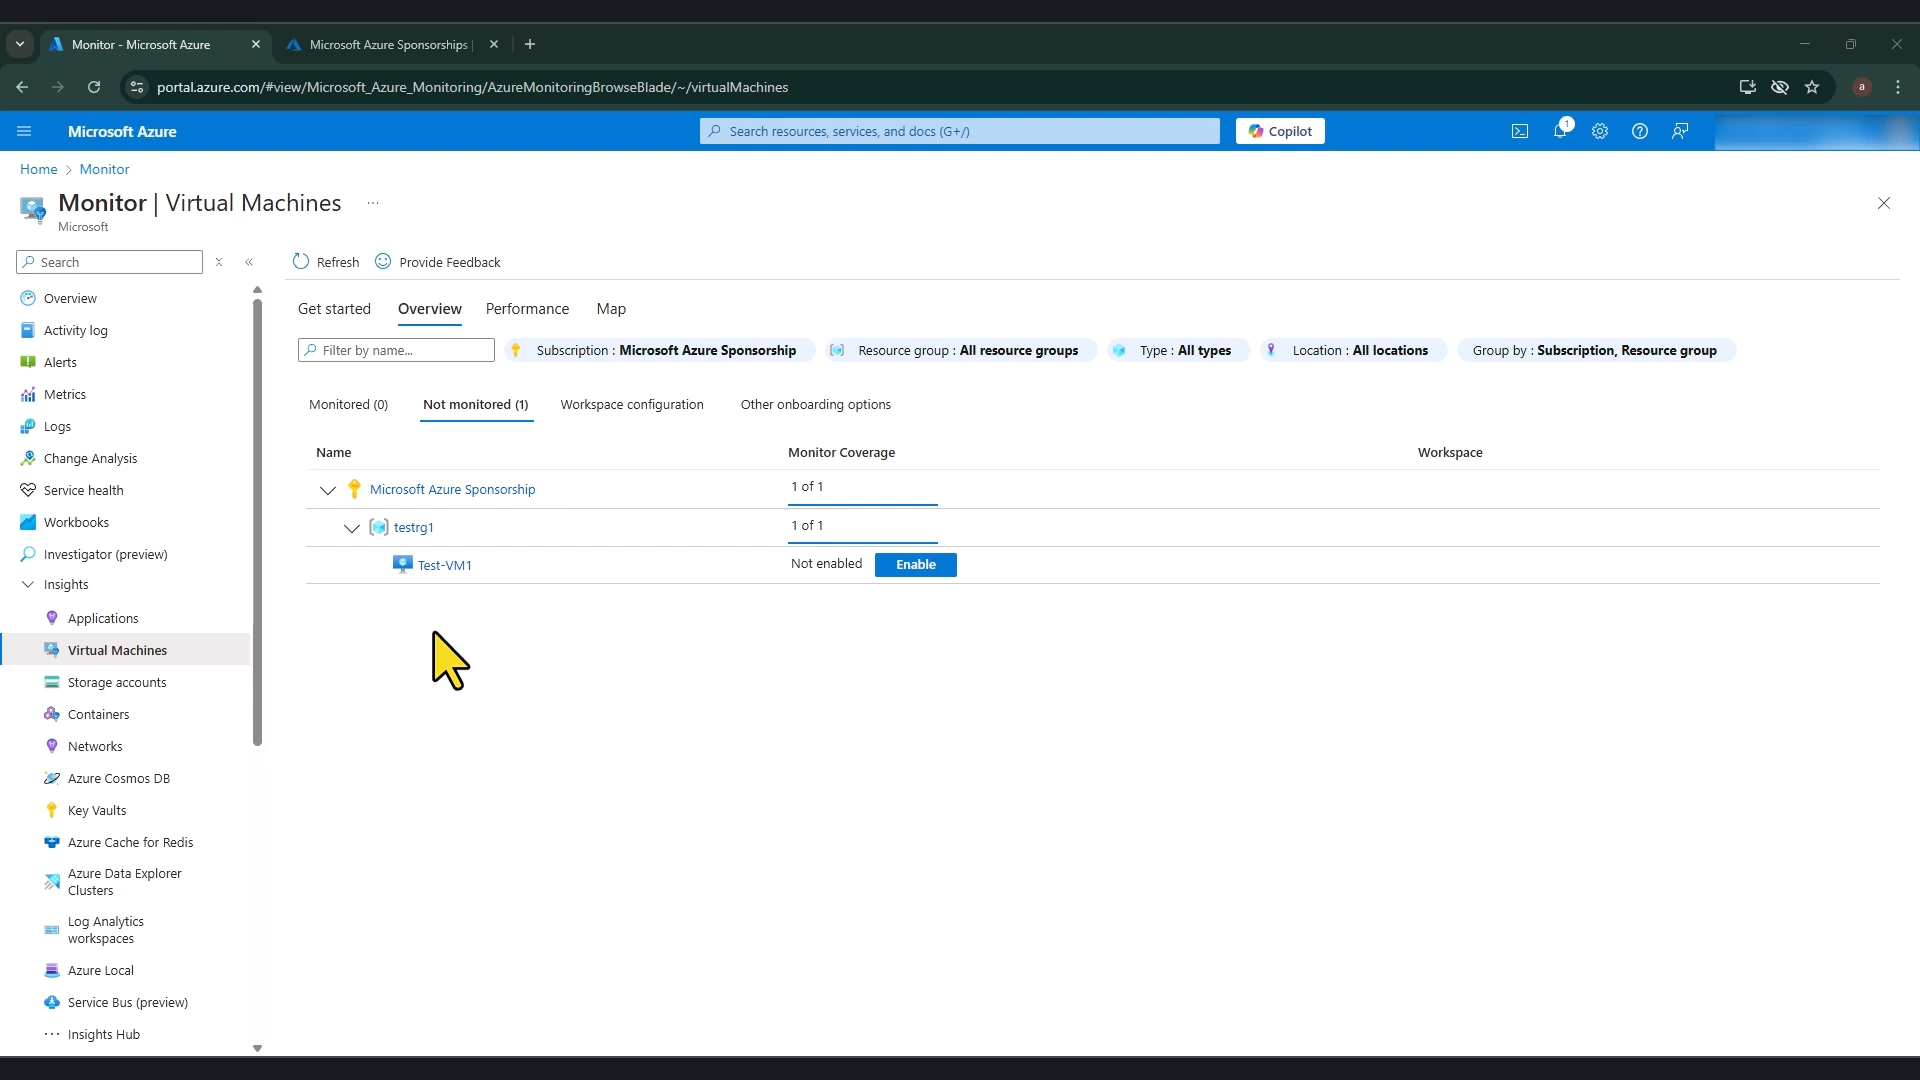 Monitor - Microsoft Azure
Microsoft Azure Sponsorships |
portal.azure.com/#view/Microsoft_Azure_Monitoring/AzureMonitoringBrowseBlade/~/virtualMachines
a
Microsoft Azure
Search resources, services, and docs (G+/)
Copilot
1
Home > Monitor
Monitor | Virtual Machines ...
Microsoft
Search
Refresh
Provide Feedback
Overview
Activity log
Alerts
Metrics
Logs
Change Analysis
Service health
Workbooks
Investigator (preview)
Insights
Applications
Virtual Machines
Storage accounts
Containers
Networks
Azure Cosmos DB
Key Vaults
Azure Cache for Redis
Azure Data Explorer
Clusters
Log Analytics
workspaces
Azure Local
Service Bus (preview)
Insights Hub
Get started
Overview
Performance
Map
Filter by name...
Subscription : Microsoft Azure Sponsorship
Resource group : All resource groups
Type : All types
Location : All locations
Group by : Subscription, Resource group
Monitored (0)
Not monitored (1)
Workspace configuration
Other onboarding options
Name Monitor Coverage Workspace
Microsoft Azure Sponsorship 1 of 1
testrg1 1 of 1
Test-VM1 Not enabled Enable